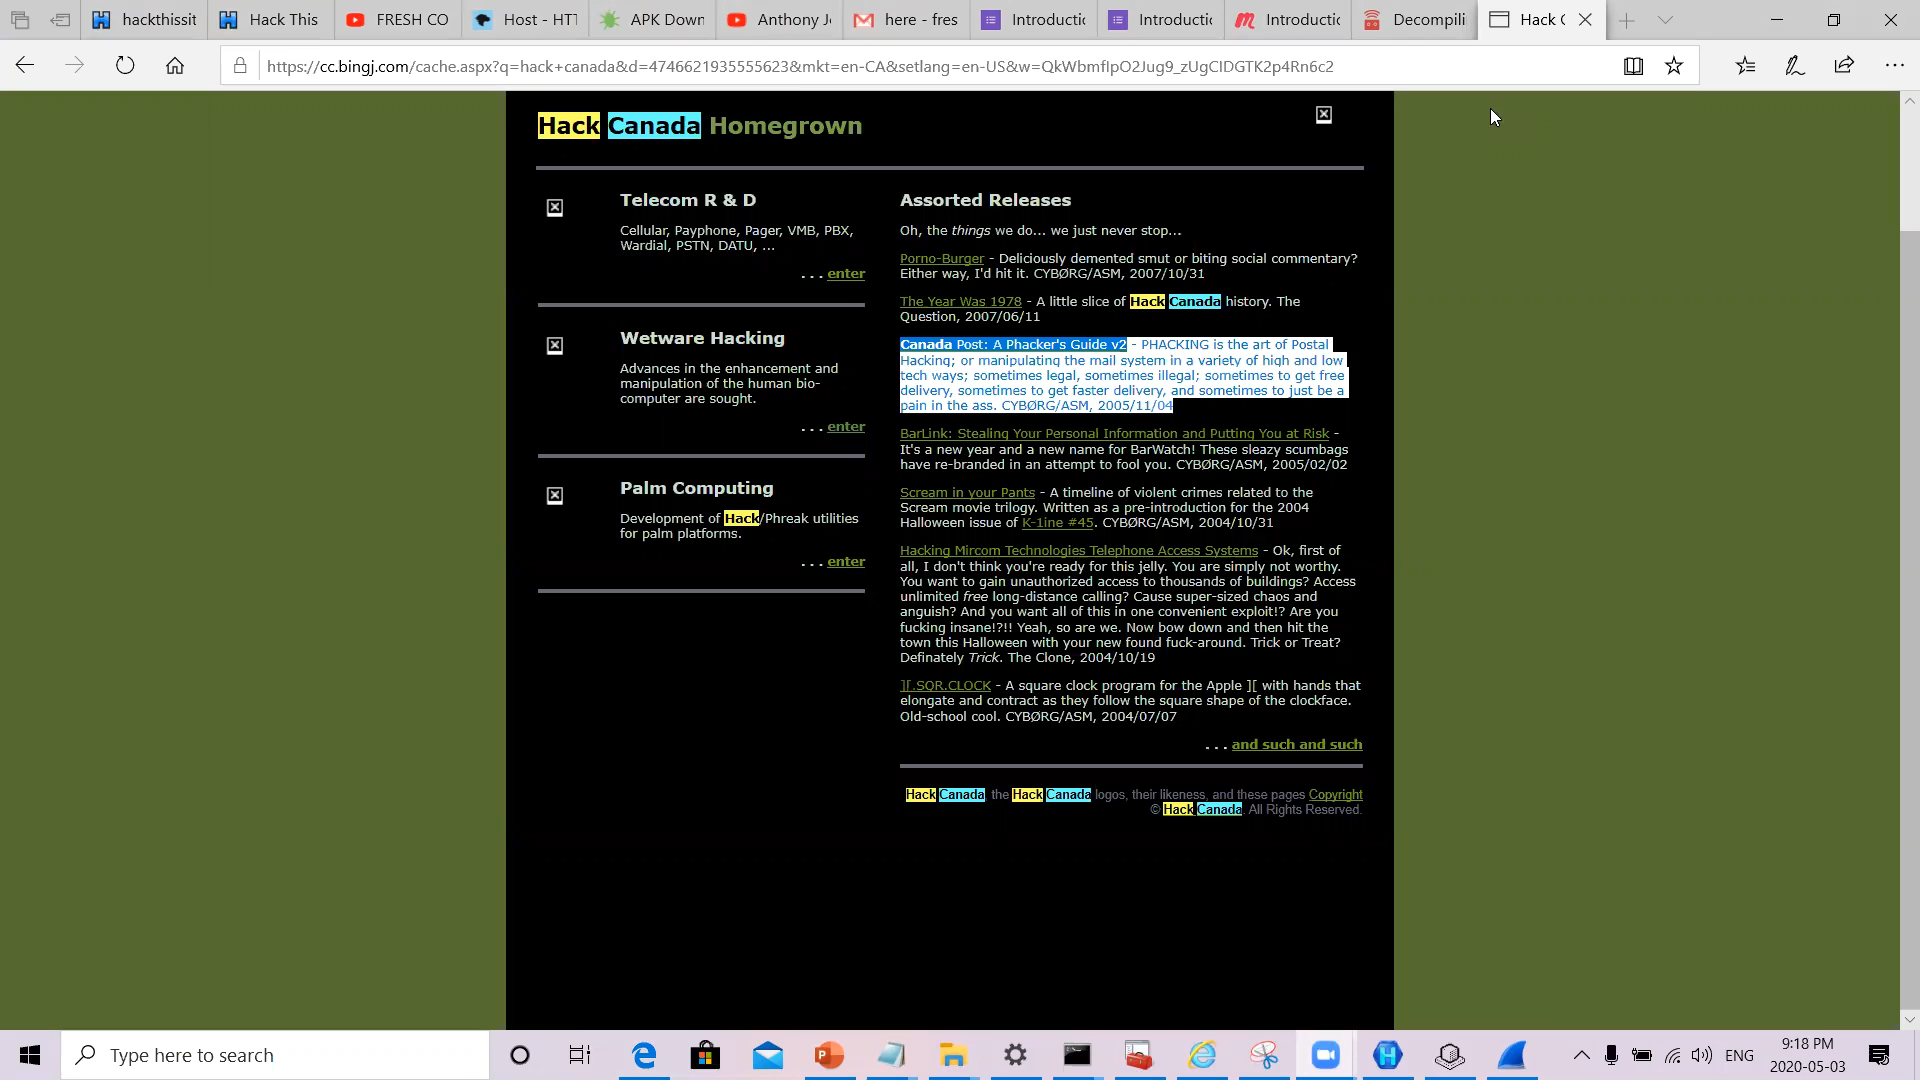 hackthissit
Hack This
FRESH CO
Host - HTT
APK Down
Anthony Jo
here - fres
Introductic
Introductic
Introductic
Decompili
Hack C
https://cc.bingj.com/cache.aspx?q=hack+canada&d=4746621935555623&mkt=en-CA&setlang=en-US&w=QkWbmfIpO2Jug9_zUgCIDGTK2p4Rn6c2
Hack Canada Homegrown
Telecom R & D
Cellular, Payphone, Pager, VMB, PBX,
Wardial, PSTN, DATU, ...
. . . enter
Wetware Hacking
Advances in the enhancement and
manipulation of the human bio-
computer are sought.
. . . enter
Palm Computing
Development of Hack/Phreak utilities
for palm platforms.
. . . enter
Assorted Releases
Oh, the things we do... we just never stop...
Porno-Burger - Deliciously demented smut or biting social commentary?
Either way, I'd hit it. CYBØRG/ASM, 2007/10/31
The Year Was 1978 - A little slice of Hack Canada history. The
Question, 2007/06/11
Canada Post: A Phacker's Guide v2 - PHACKING is the art of Postal
Hacking; or manipulating the mail system in a variety of high and low
tech ways; sometimes legal, sometimes illegal; sometimes to get free
delivery, sometimes to get faster delivery, and sometimes to just be a
pain in the ass. CYBØRG/ASM, 2005/11/04
BarLink: Stealing Your Personal Information and Putting You at Risk -
It's a new year and a new name for BarWatch! These sleazy scumbags
have re-branded in an attempt to fool you. CYBØRG/ASM, 2005/02/02
Scream in your Pants - A timeline of violent crimes related to the
Scream movie trilogy. Written as a pre-introduction for the 2004
Halloween issue of K-1ine #45. CYBØRG/ASM, 2004/10/31
Hacking Mircom Technologies Telephone Access Systems - Ok, first of
all, I don't think you're ready for this jelly. You are simply not worthy.
You want to gain unauthorized access to thousands of buildings? Access
unlimited free long-distance calling? Cause super-sized chaos and
anguish? And you want all of this in one convenient exploit!? Are you
fucking insane!?!! Yeah, so are we. Now bow down and then hit the
town this Halloween with your new found fuck-around. Trick or Treat?
Definately Trick. The Clone, 2004/10/19
][.SQR.CLOCK - A square clock program for the Apple ][ with hands that
elongate and contract as they follow the square shape of the clockface.
Old-school cool. CYBØRG/ASM, 2004/07/07
. . . and such and such
Hack Canada, the Hack Canada logos, their likeness, and these pages Copyright
© Hack Canada. All Rights Reserved.
Type here to search
ENG
9:18 PM
2020-05-03